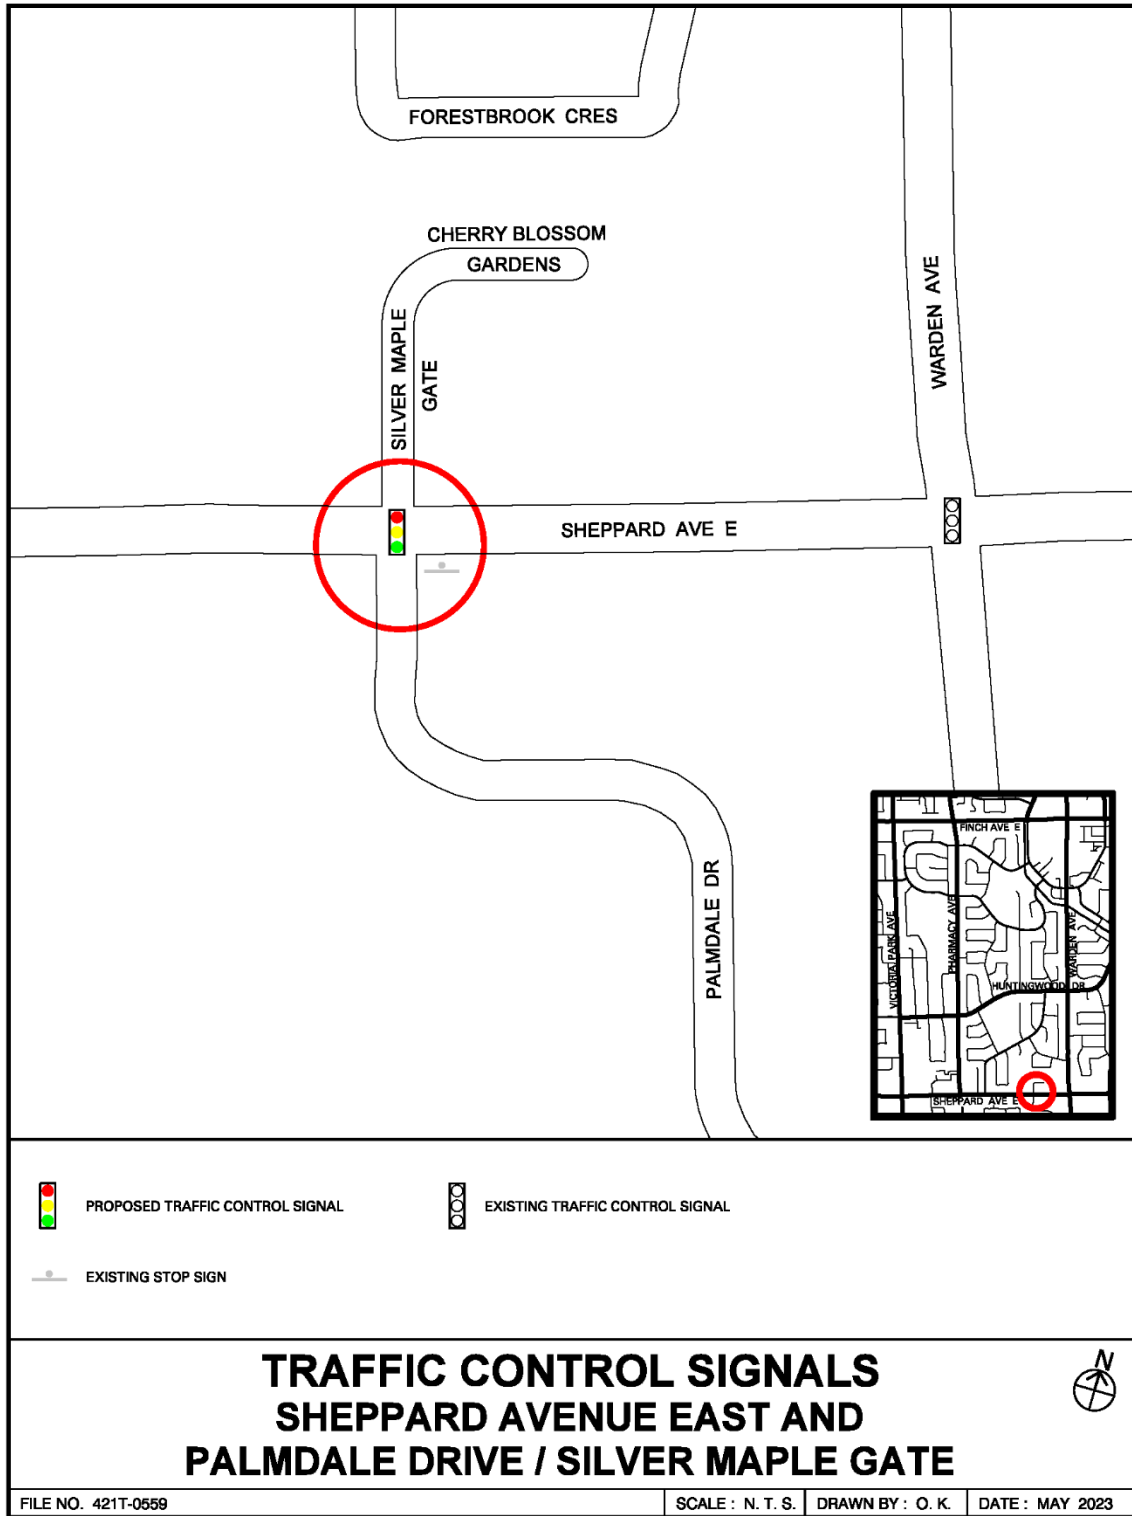 FORESTBROOK CRES
CHERRY BLOSSOM
GARDENS
SILVER MAPLE
GATE
WARDEN AVE
SHEPPARD AVE E
PALMDALE DR
FINCH AVE E
VICTORIA PARK AVE
PHARMACY AVE
WARDEN AVE
HUNTINGWOOD DR
SHEPPARD AVE E
PROPOSED TRAFFIC CONTROL SIGNAL
EXISTING TRAFFIC CONTROL SIGNAL
EXISTING STOP SIGN
TRAFFIC CONTROL SIGNALS
SHEPPARD AVENUE EAST AND
PALMDALE DRIVE / SILVER MAPLE GATE
N
FILE NO. 421T-0559
SCALE : N. T. S.
DRAWN BY : O. K.
DATE : MAY 2023